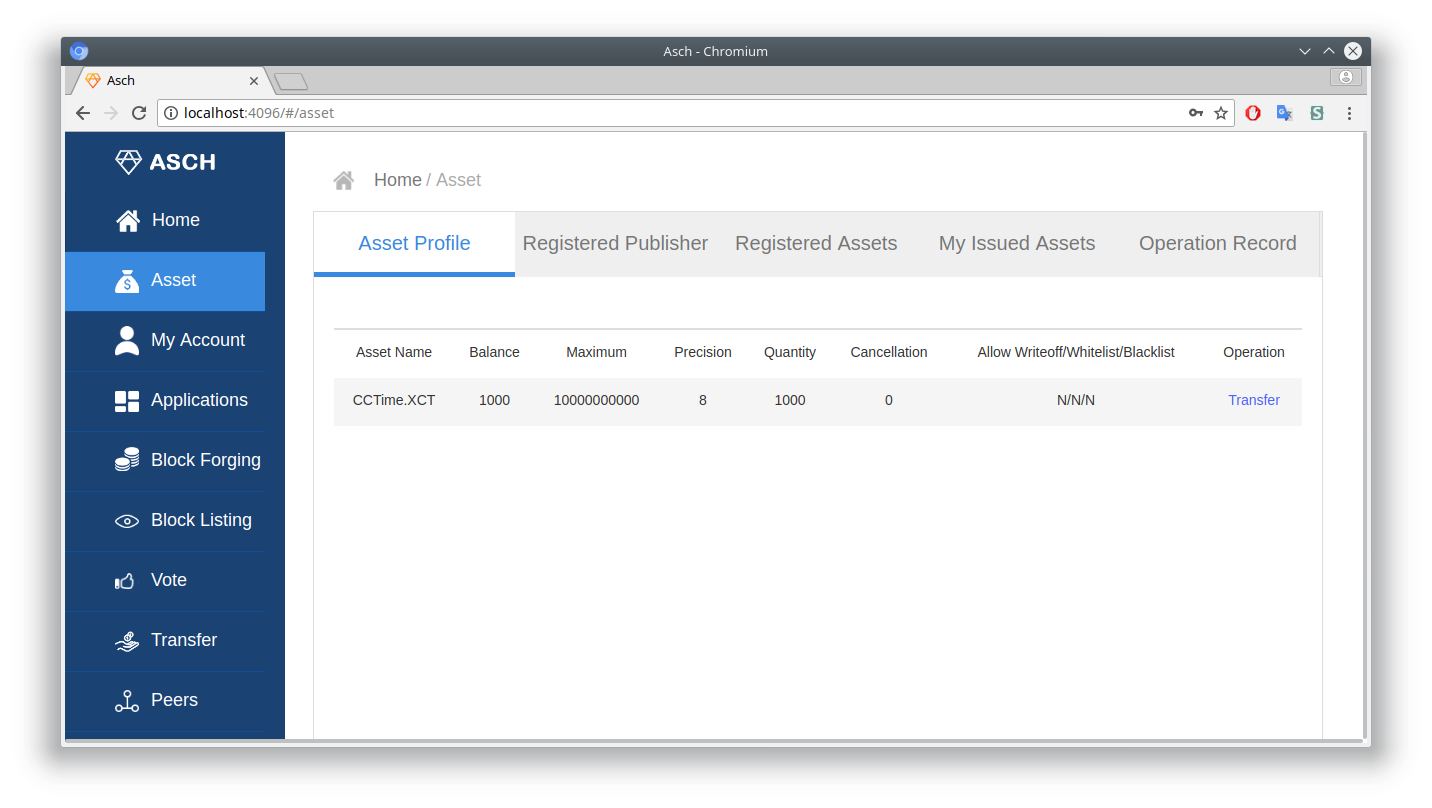 Asch - Chromium
Asch
localhost:4096/#/asset
ASCH
Home
Asset
My Account
Applications
Block Forging
Block Listing
Vote
Transfer
Peers
Home / Asset
Asset Profile Registered Publisher Registered Assets My Issued Assets Operation Record
Asset Name Balance Maximum Precision Quantity Cancellation Allow Writeoff/Whitelist/Blacklist Operation
CCTime.XCT 1000 10000000000 8 1000 0 N/N/N Transfer